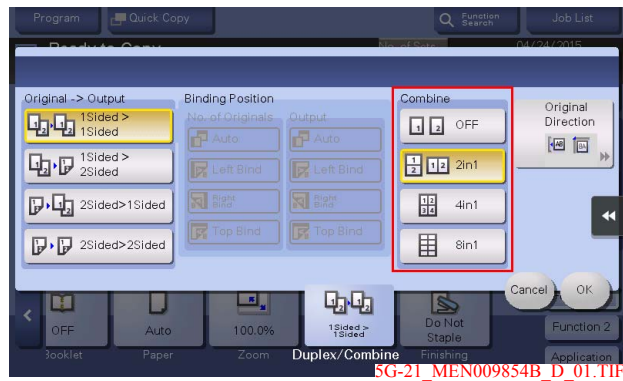 Program
Quick Copy
Function
Search
Job List
Ready to Copy
No. of Sets
04/24/2015
Original -> Output
Binding Position
Combine
Original
Direction
1Sided >
1Sided
No. of Originals
Output
OFF
Auto
Auto
1Sided >
2Sided
Left Bind
Left Bind
2in1
2Sided>1Sided
Right
Bind
Right
Bind
4in1
2Sided>2Sided
Top Bind
Top Bind
8in1
Cancel
OK
OFF
Auto
100.0%
1Sided >
1Sided
Do Not
Staple
Function 2
Booklet
Paper
Zoom
Duplex/Combine
Finishing
Application
5G-21_MEN009854B_D_01.TIF